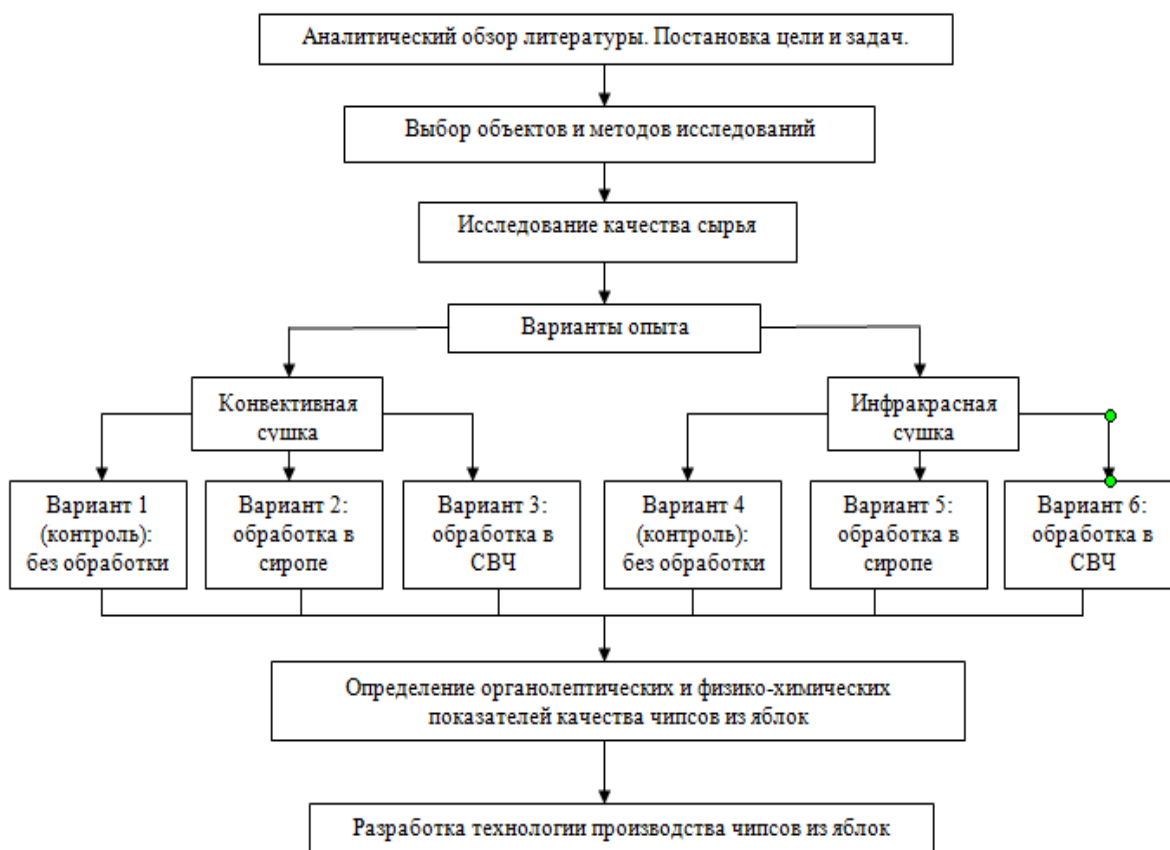 Аналитический обзор литературы. Постановка цели и задач.
Выбор объектов и методов исследований
Исследование качества сырья
Варианты опыта
Конвективная
сушка
Инфракрасная
сушка
Вариант 1
(контроль):
без обработки
Вариант 2:
обработка в
сиропе
Вариант 3:
обработка в
СВЧ
Вариант 4
(контроль):
без обработки
Вариант 5:
обработка в
сиропе
Вариант 6:
обработка в
СВЧ
Определение органолептических и физико-химических
показателей качества чипсов из яблок
Разработка технологии производства чипсов из яблок